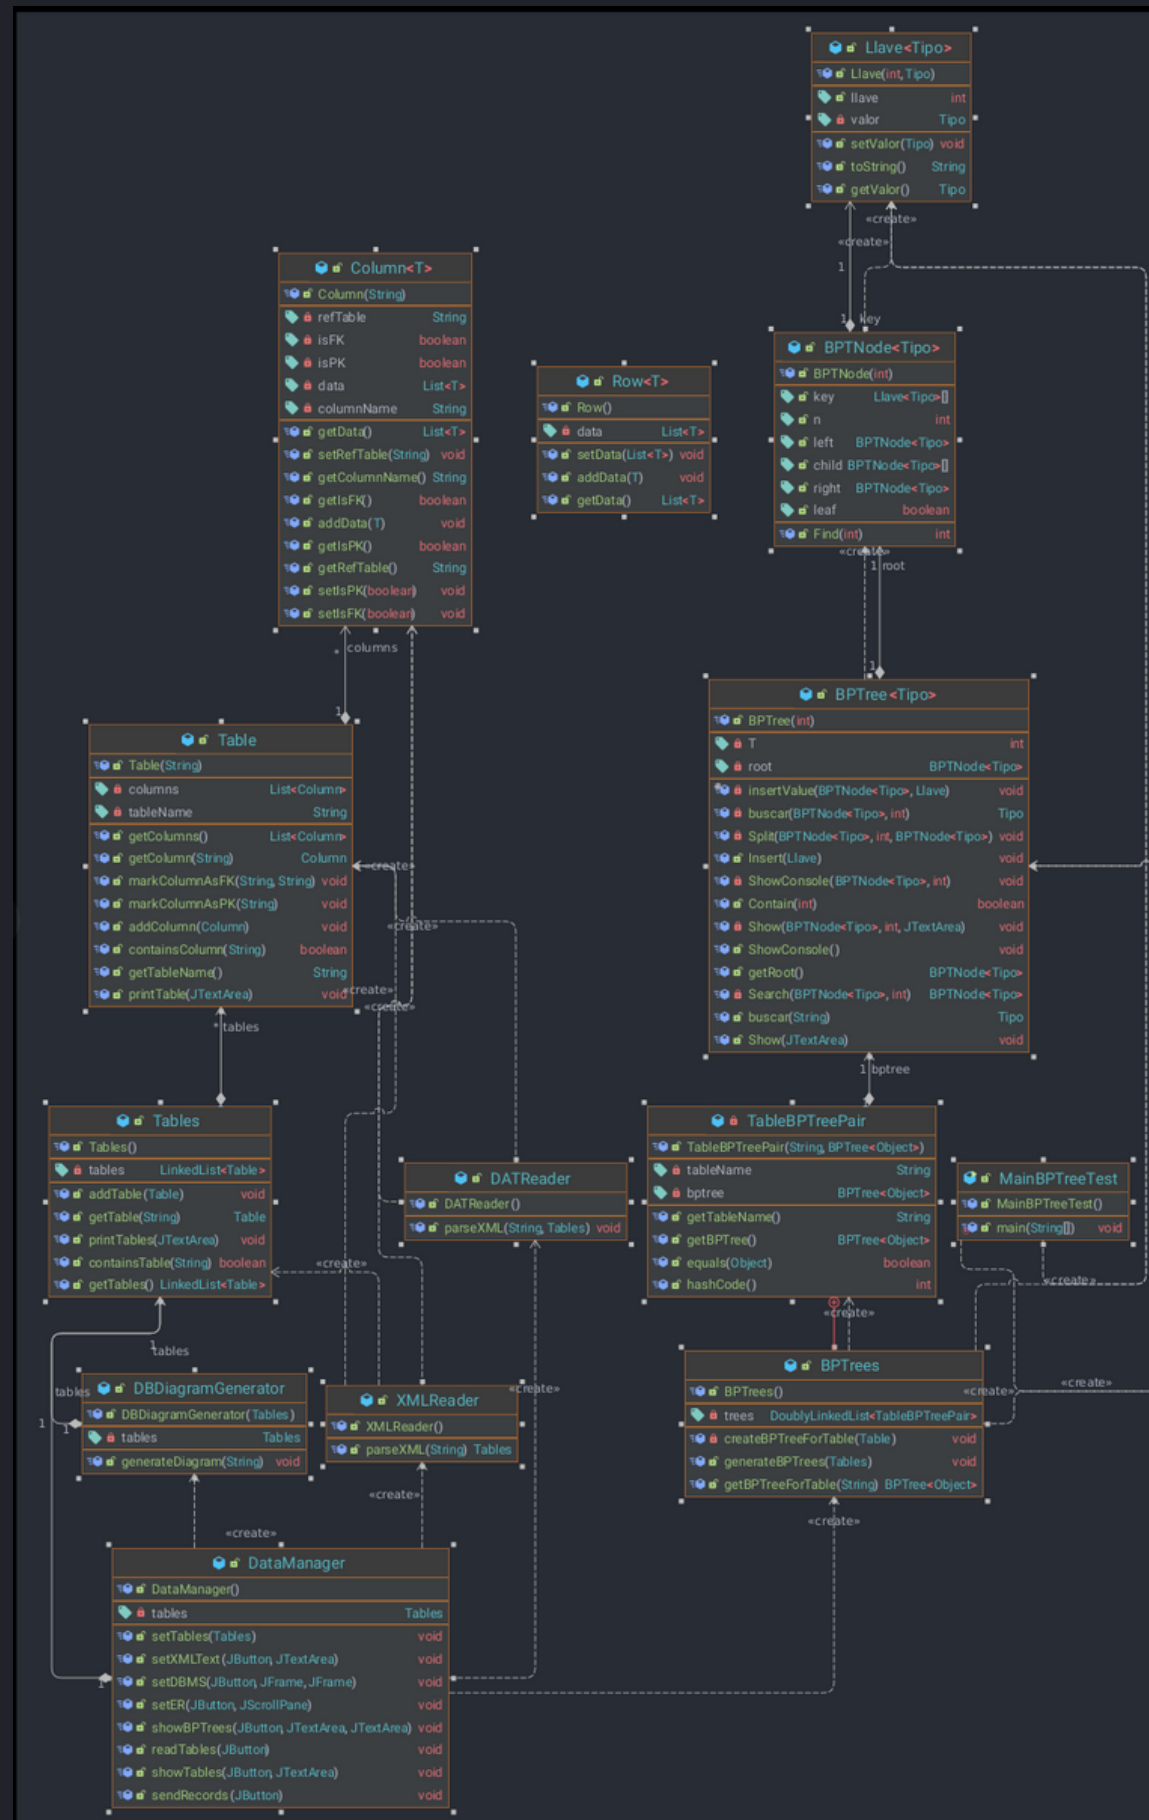 Llave<Tipo>
Llave(int, Tipo)
llave int
valor Tipo
setValor(Tipo) void
toString() String
getValor() Tipo
«create»
«create»
1
1 key
Column<T>
Column(String)
refTable String
isFK boolean
isPK boolean
data List<T>
columnName String
getData() List<T>
setRefTable(String) void
getColumnName() String
getIsFK() boolean
addData(T) void
getIsPK() boolean
getRefTable() String
setIsPK(boolean) void
setIsFK(boolean) void
* columns
1
Row<T>
Row()
data List<T>
setData(List<T>) void
addData(T) void
getData() List<T>
BPTNode<Tipo>
BPTNode(int)
key Llave<Tipo>[]
n int
left BPTNode<Tipo>
child BPTNode<Tipo>[]
right BPTNode<Tipo>
leaf boolean
Find(int) int
«create»
1 root
1
BPTree<Tipo>
BPTree(int)
T int
root BPTNode<Tipo>
insertValue(BPTNode<Tipo>, Llave) void
buscar(BPTNode<Tipo>, int) Tipo
Split(BPTNode<Tipo>, int, BPTNode<Tipo>) void
Insert(Llave) void
ShowConsole(BPTNode<Tipo>, int) void
Contain(int) boolean
Show(BPTNode<Tipo>, int, JTextArea) void
ShowConsole() void
getRoot() BPTNode<Tipo>
Search(BPTNode<Tipo>, int) BPTNode<Tipo>
buscar(String) Tipo
Show(JTextArea) void
1 bptree
Table
Table(String)
columns List<Column>
tableName String
getColumns() List<Column>
getColumn(String) Column
markColumnAsFK(String, String) void
markColumnAsPK(String) void
addColumn(Column) void
containsColumn(String) boolean
getTableName() String
printTable(JTextArea) void
«create»
«create»
«create»
«create»
* tables
Tables
Tables()
tables LinkedList<Table>
addTable(Table) void
getTable(String) Table
printTables(JTextArea) void
containsTable(String) boolean
getTables() LinkedList<Table>
«create»
DATReader
DATReader()
parseXML(String, Tables) void
TableBPTreePair
TableBPTreePair(String, BPTree<Object>)
tableName String
bptree BPTree<Object>
getTableName() String
getBPTree() BPTree<Object>
equals(Object) boolean
hashCode() int
«create»
MainBPTreeTest
MainBPTreeTest()
main(String[]) void
«create»
1
tables
DBDiagramGenerator
DBDiagramGenerator(Tables)
tables Tables
generateDiagram(String) void
tables
1
1
XMLReader
XMLReader()
parseXML(String) Tables
«create»
BPTrees
BPTrees()
trees DoublyLinkedList<TableBPTreePair>
createBPTreeForTable(Table) void
generateBPTrees(Tables) void
getBPTreeForTable(String) BPTree<Object>
«create»
«create»
«create»
«create»
«create»
DataManager
DataManager()
tables Tables
setTables(Tables) void
setXMLText(JButton, JTextArea) void
setDBMS(JButton, JFrame, JFrame) void
setER(JButton, JScrollPane) void
showBPTrees(JButton, JTextArea, JTextArea) void
readTables(JButton) void
showTables(JButton, JTextArea) void
sendRecords(JButton) void
1